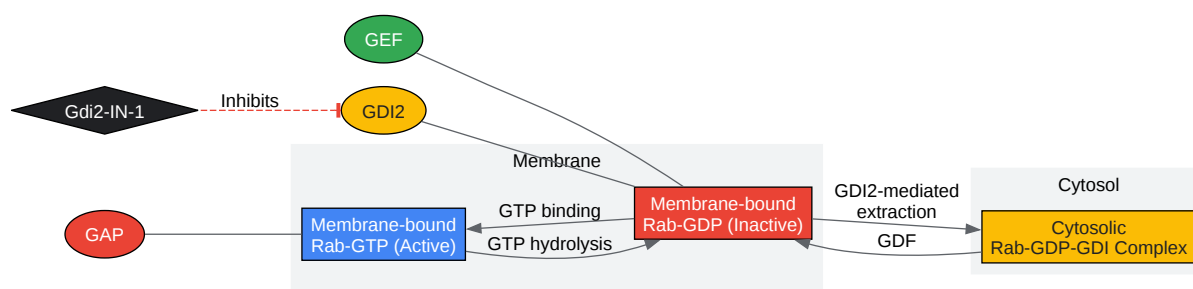 GEF
Gdi2-IN-1
Inhibits
GDI2
Membrane
Cytosol
GAP
Membrane-bound
Rab-GTP (Active)
GTP binding
GTP hydrolysis
Membrane-bound
Rab-GDP (Inactive)
GDI2-mediated
extraction
GDF
Cytosolic
Rab-GDP-GDI Complex